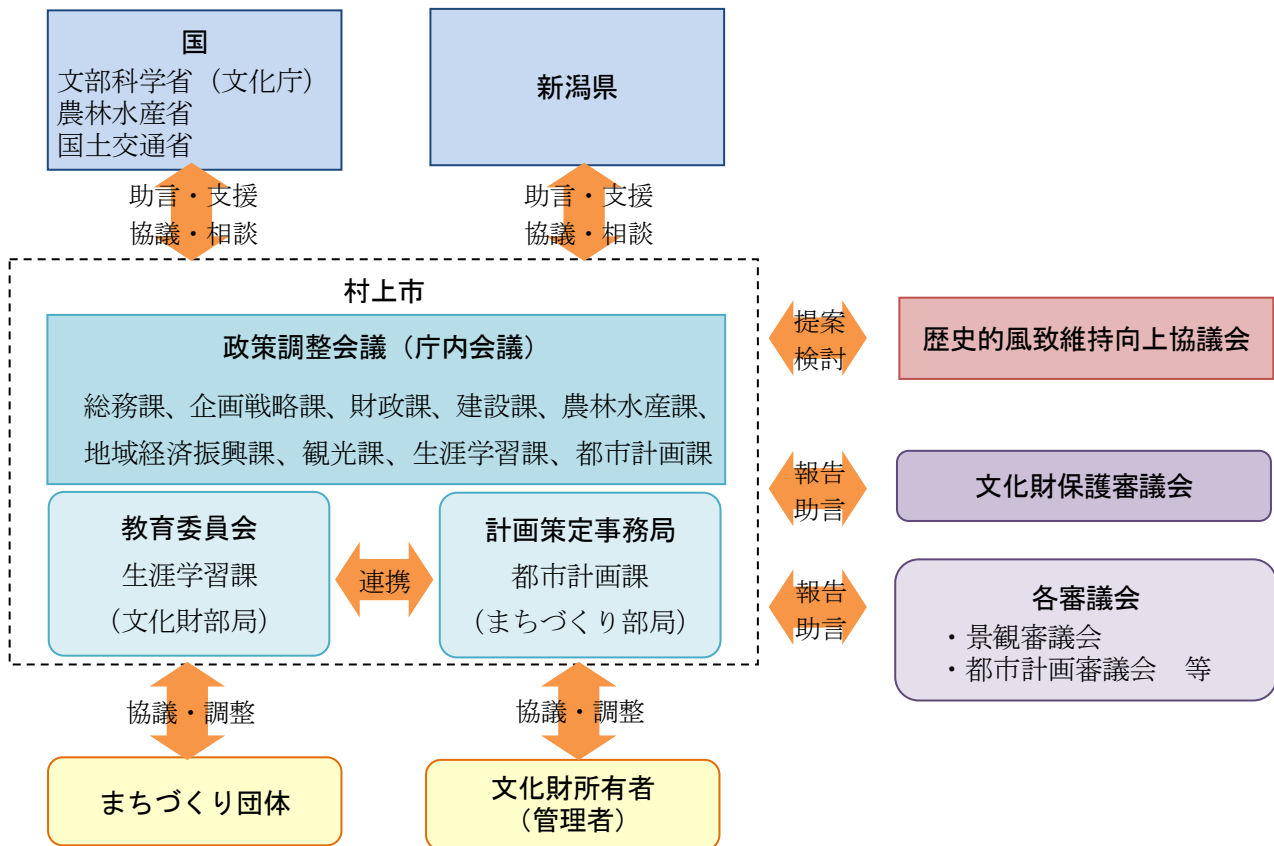 国
文部科学省（文化庁）
農林水産省
国土交通省
新潟県
助言・支援
協議・相談
助言・支援
協議・相談
村上市
政策調整会議（庁内会議）
総務課、企画戦略課、財政課、建設課、農林水産課、
地域経済振興課、観光課、生涯学習課、都市計画課
教育委員会
生涯学習課
（文化財部局）
連携
計画策定事務局
都市計画課
（まちづくり部局）
提案
検討
歴史的風致維持向上協議会
報告
助言
文化財保護審議会
報告
助言
各審議会
・景観審議会
・都市計画審議会　等
協議・調整
協議・調整
まちづくり団体
文化財所有者
（管理者）